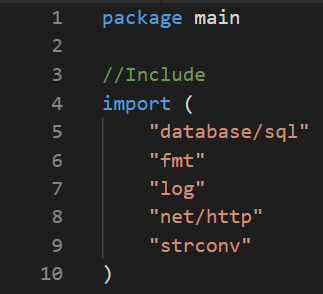 1 package main
2
3 //Include
4 import (
5 "database/sql"
6 "fmt"
7 "log"
8 "net/http"
9 "strconv"
10 )